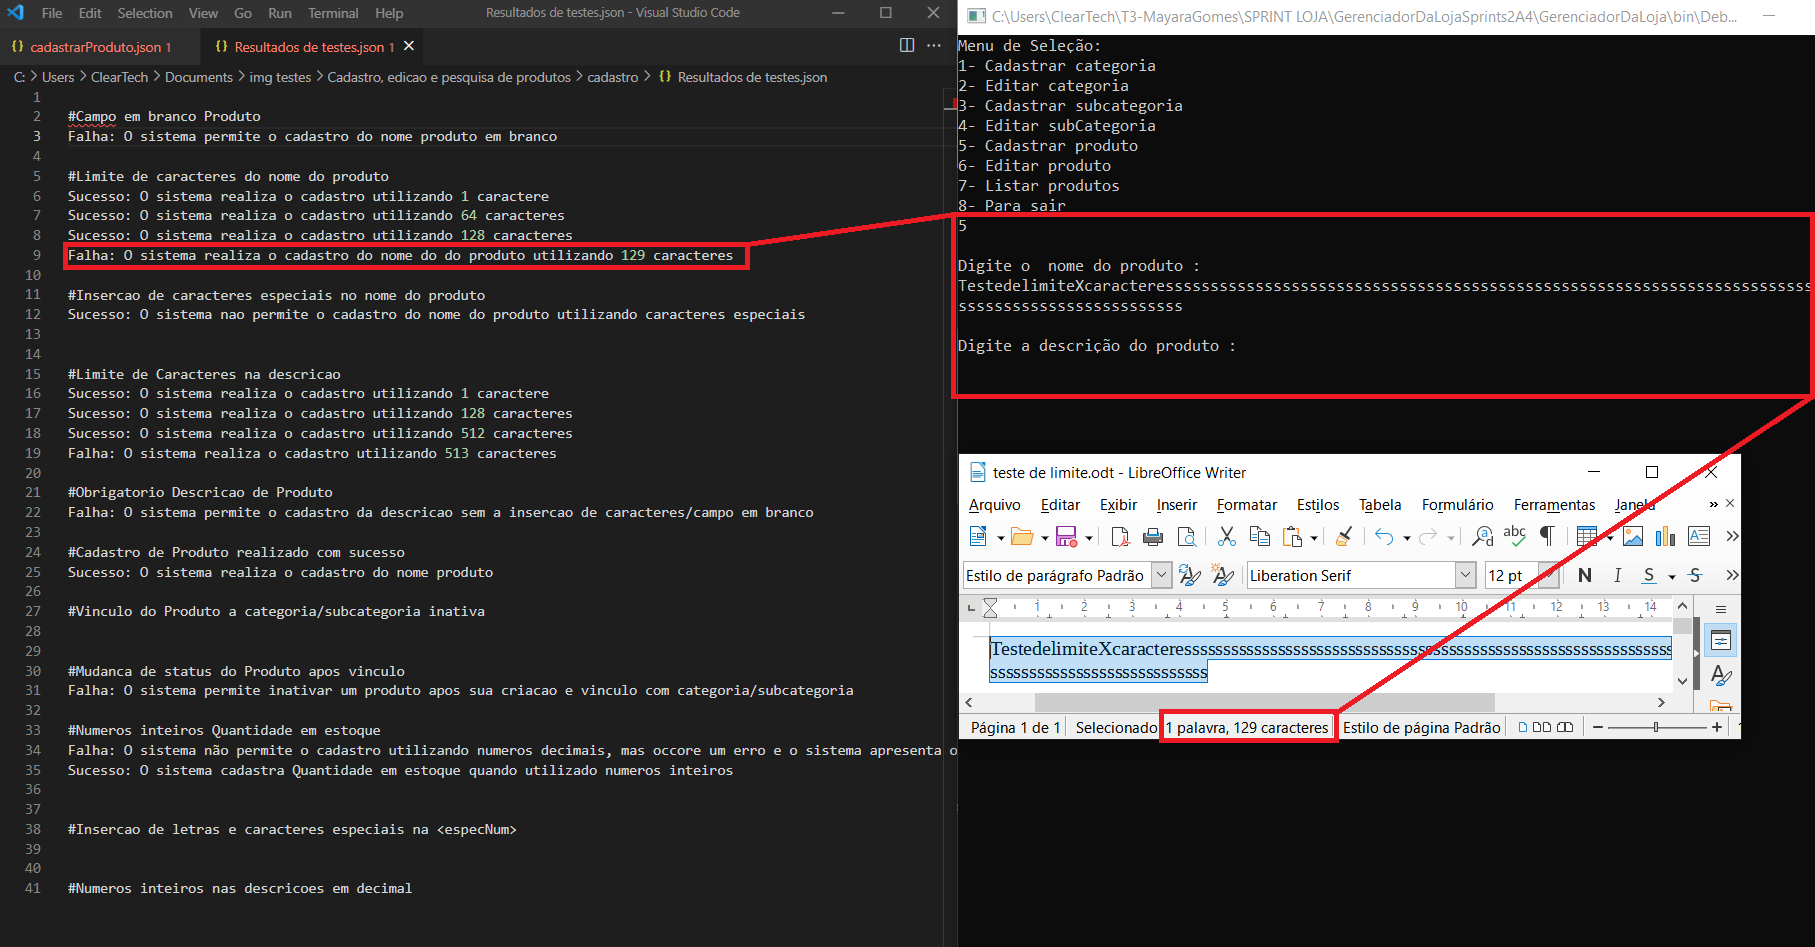 File Edit Selection View Go Run Terminal Help
Resultados de testes.json - Visual Studio Code
cadastrarProduto.json 1
Resultados de testes.json 1
C: > Users > ClearTech > Documents > img testes > Cadastro, edicao e pesquisa de produtos > cadastro > Resultados de testes.json
1
2 #Campo em branco Produto
3 Falha: O sistema permite o cadastro do nome produto em branco
4
5 #Limite de caracteres do nome do produto
6 Sucesso: O sistema realiza o cadastro utilizando 1 caractere
7 Sucesso: O sistema realiza o cadastro utilizando 64 caracteres
8 Sucesso: O sistema realiza o cadastro utilizando 128 caracteres
9 Falha: O sistema realiza o cadastro do nome do do produto utilizando 129 caracteres
10
11 #Insercao de caracteres especiais no nome do produto
12 Sucesso: O sistema nao permite o cadastro do nome do produto utilizando caracteres especiais
13
14
15 #Limite de Caracteres na descricao
16 Sucesso: O sistema realiza o cadastro utilizando 1 caractere
17 Sucesso: O sistema realiza o cadastro utilizando 128 caracteres
18 Sucesso: O sistema realiza o cadastro utilizando 512 caracteres
19 Falha: O sistema realiza o cadastro utilizando 513 caracteres
20
21 #Obrigatorio Descricao de Produto
22 Falha: O sistema permite o cadastro da descricao sem a insercao de caracteres/campo em branco
23
24 #Cadastro de Produto realizado com sucesso
25 Sucesso: O sistema realiza o cadastro do nome produto
26
27 #Vinculo do Produto a categoria/subcategoria inativa
28
29
30 #Mudanca de status do Produto apos vinculo
31 Falha: O sistema permite inativar um produto apos sua criacao e vinculo com categoria/subcategoria
32
33 #Numeros inteiros Quantidade em estoque
34 Falha: O sistema não permite o cadastro utilizando numeros decimais, mas occore um erro e o sistema apresenta o
35 Sucesso: O sistema cadastra Quantidade em estoque quando utilizado numeros inteiros
36
37
38 #Insercao de letras e caracteres especiais na <especNum>
39
40
41 #Numeros inteiros nas descricoes em decimal
C:\Users\ClearTech\T3-MayaraGomes\SPRINT LOJA\GerenciadorDaLojaSprints2A4\GerenciadorDaLoja\bin\Deb...
Menu de Seleção:
1- Cadastrar categoria
2- Editar categoria
3- Cadastrar subcategoria
4- Editar subCategoria
5- Cadastrar produto
6- Editar produto
7- Listar produtos
8- Para sair
5
Digite o  nome do produto :
TestedelimiteXcaracteresssssssssssssssssssssssssssssssssssssssssssssssssssssssssssssssssssssssss
sssssssssssssssssssssssss
Digite a descrição do produto :
teste de limite.odt - LibreOffice Writer
Arquivo Editar Exibir Inserir Formatar Estilos Tabela Formulário Ferramentas Janela »
Estilo de parágrafo Padrão Liberation Serif 12 pt N I S S
1 2 3 4 5 6 7 8 9 10 11 12 13 14
TestedelimiteXcaracteresssssssssssssssssssssssssssssssssssssssssssssssssssssssssssssssssssssssss
ssssssssssssssssssssssssssss
Página 1 de 1 Selecionado 1 palavra, 129 caracteres Estilo de página Padrão